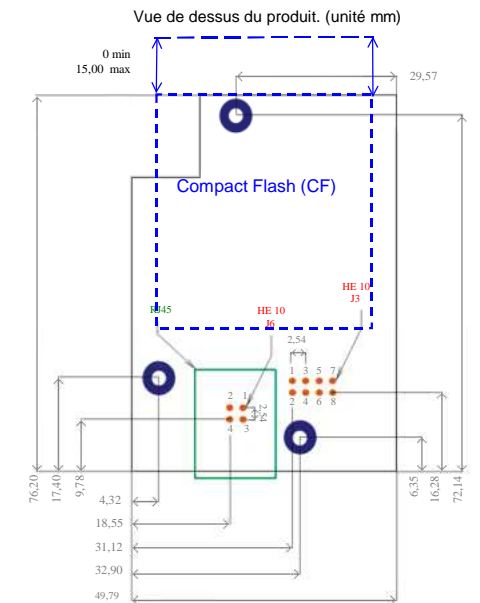 Vue de dessus du produit. (unité mm)
0 min
15,00 max
29,57
Compact Flash (CF)
HE 10
J3
RJ45
HE 10
J6
2,54
1 3 5 7
2 4 6 8
2 1
4 3
2,54
76,20
17,40
9,78
6,35
16,28
72,14
4,32
18,55
31,12
32,90
49,79